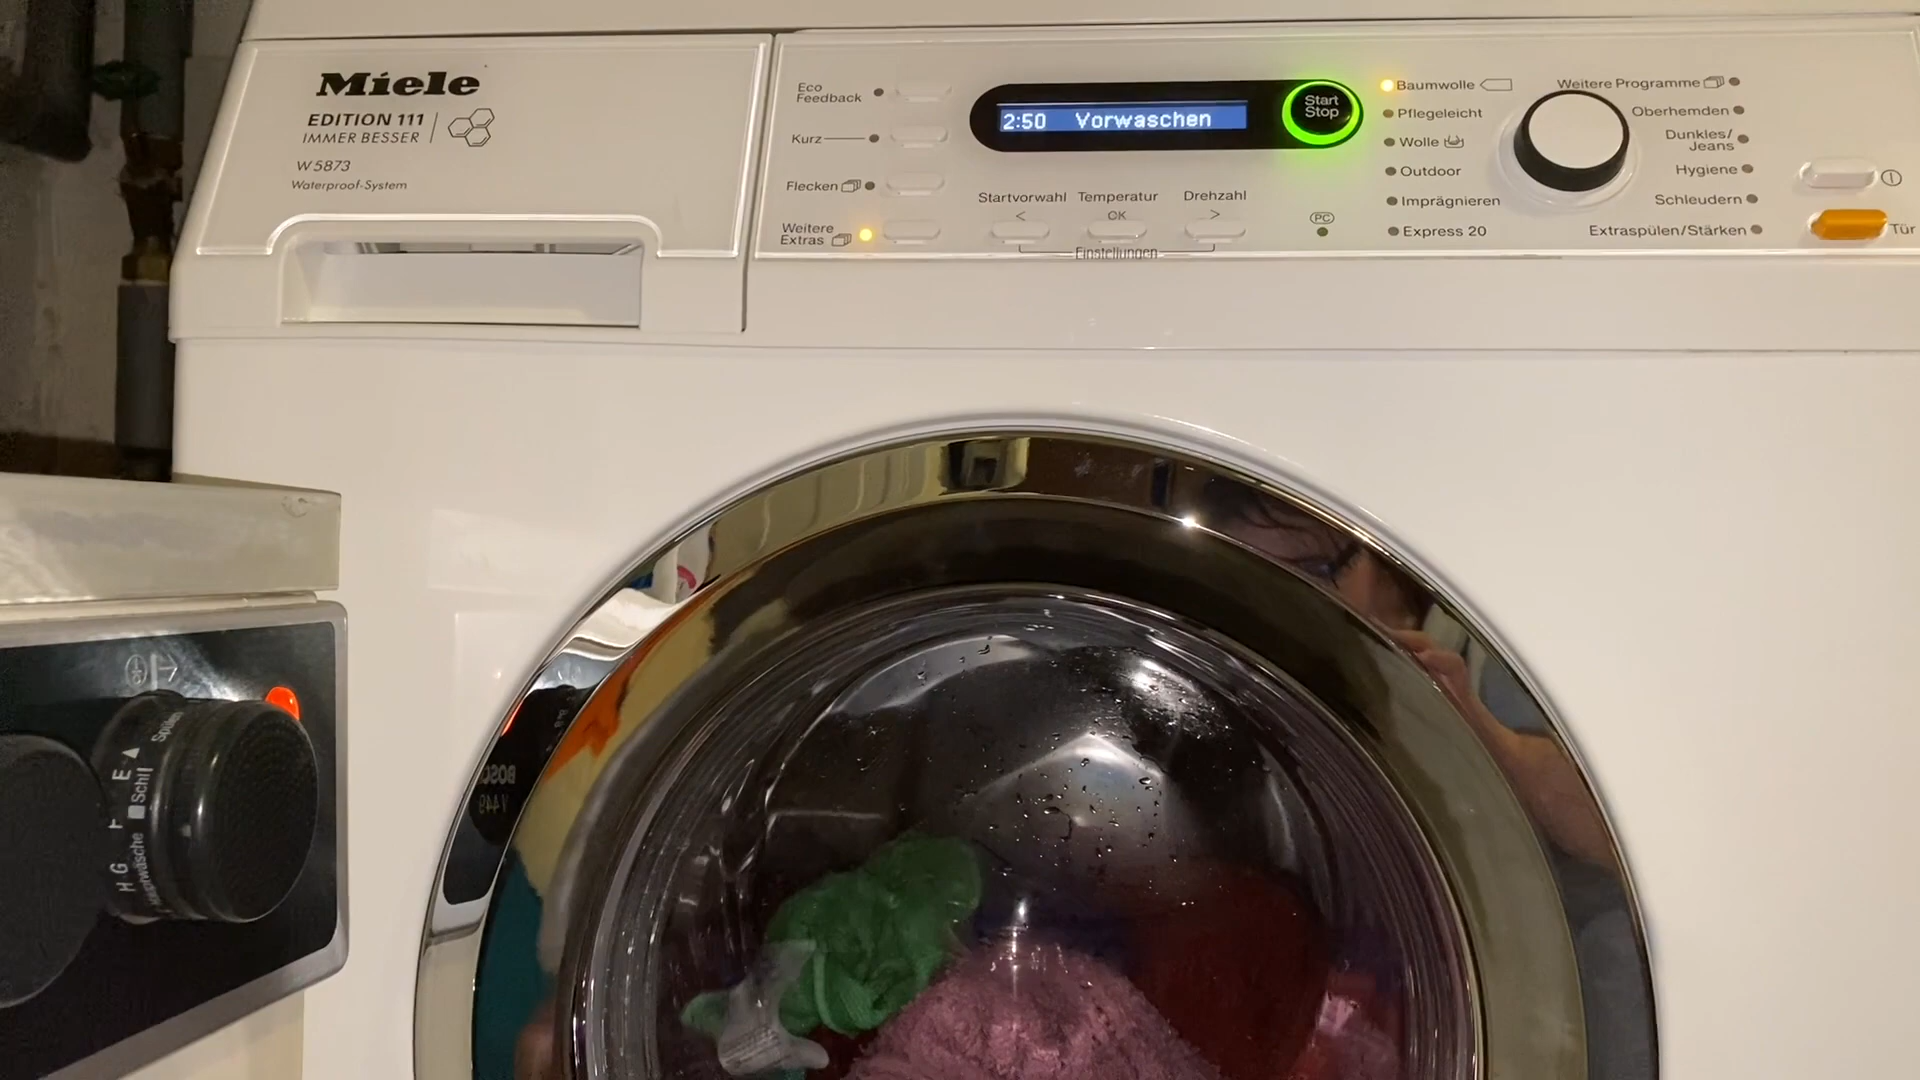 Miele
EDITION 111
IMMER BESSER
W 5873
Waterproof-System
Eco
Feedback
Kurz
Flecken
Weitere
Extras
2:50 Vorwaschen
Start
Stop
Startvorwahl Temperatur Drehzahl
< OK >
Einstellungen
PC
Baumwolle
Pflegeleicht
Wolle
Outdoor
Imprägnieren
Express 20
Weitere Programme
Oberhemden
Dunkles/
Jeans
Hygiene
Schleudern
Extraspülen/Stärken
Tür
H G F E
Schl